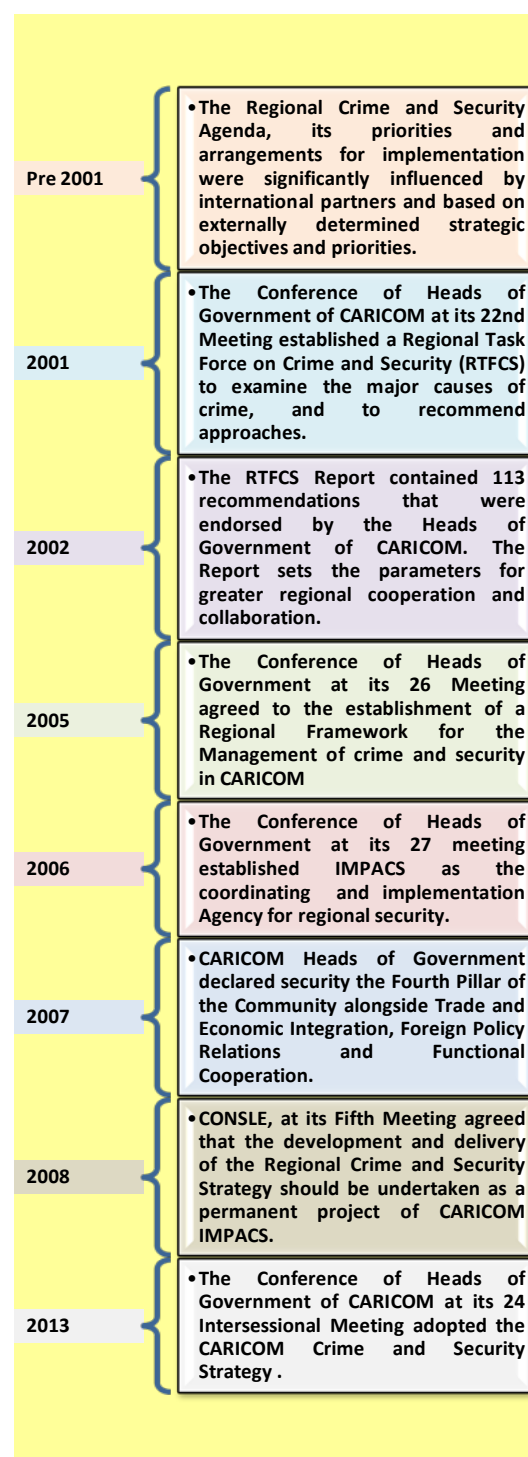 Pre 2001
•The Regional Crime and Security
Agenda, its priorities and
arrangements for implementation
were significantly influenced by
international partners and based on
externally determined strategic
objectives and priorities.
2001
•The Conference of Heads of
Government of CARICOM at its 22nd
Meeting established a Regional Task
Force on Crime and Security (RTFCS)
to examine the major causes of
crime, and to recommend
approaches.
2002
•The RTFCS Report contained 113
recommendations that were
endorsed by the Heads of
Government of CARICOM. The
Report sets the parameters for
greater regional cooperation and
collaboration.
2005
•The Conference of Heads of
Government at its 26 Meeting
agreed to the establishment of a
Regional Framework for the
Management of crime and security
in CARICOM
2006
•The Conference of Heads of
Government at its 27 meeting
established IMPACS as the
coordinating and implementation
Agency for regional security.
2007
•CARICOM Heads of Government
declared security the Fourth Pillar of
the Community alongside Trade and
Economic Integration, Foreign Policy
Relations and Functional
Cooperation.
2008
•CONSLE, at its Fifth Meeting agreed
that the development and delivery
of the Regional Crime and Security
Strategy should be undertaken as a
permanent project of CARICOM
IMPACS.
2013
•The Conference of Heads of
Government of CARICOM at its 24
Intersessional Meeting adopted the
CARICOM Crime and Security
Strategy .